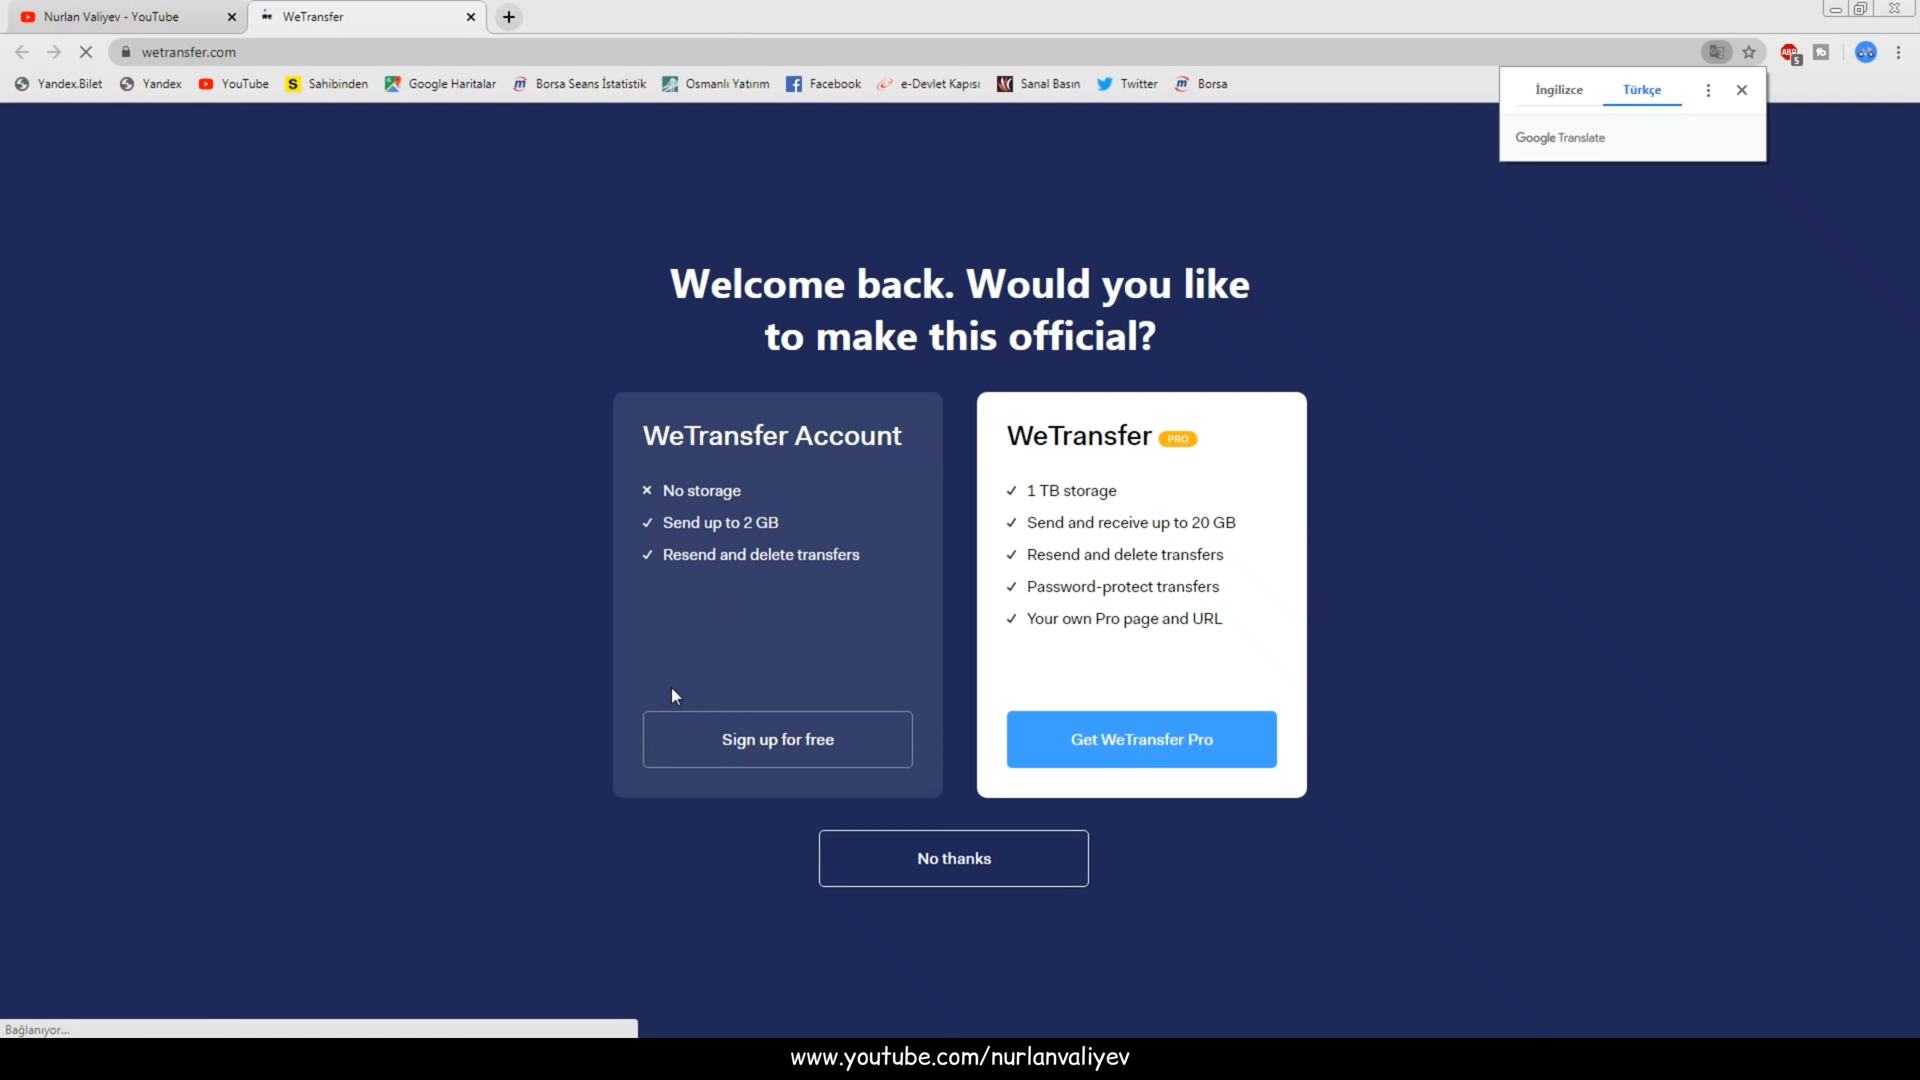 Nurlan Valiyev - YouTube
WeTransfer
wetransfer.com
ABP
5
Yandex.Bilet
Yandex
YouTube
S
Sahibinden
Google Haritalar
m
Borsa Seans İstatistik
Osmanlı Yatırım
Facebook
e-Devlet Kapısı
Sanal Basın
Twitter
m
Borsa
İngilizce
Türkçe
Google Translate
Welcome back. Would you like
to make this official?
WeTransfer Account
No storage
Send up to 2 GB
Resend and delete transfers
Sign up for free
WeTransfer PRO
1 TB storage
Send and receive up to 20 GB
Resend and delete transfers
Password-protect transfers
Your own Pro page and URL
Get WeTransfer Pro
No thanks
Bağlanıyor...
www.youtube.com/nurlanvaliyev